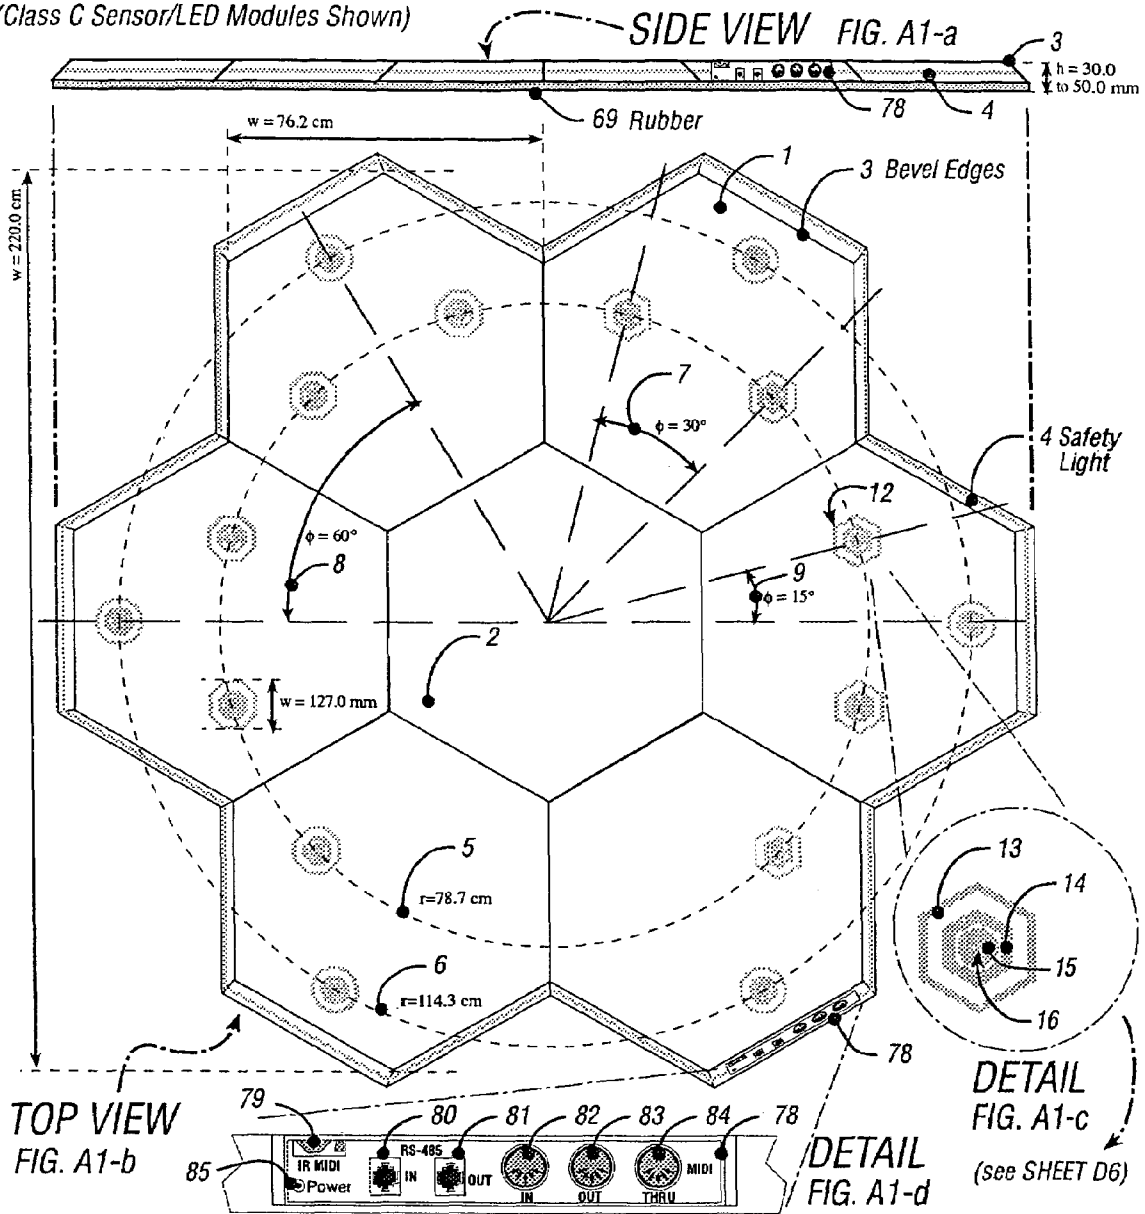 (Class C Sensor/LED Modules Shown)
SIDE VIEW FIG. A1-a
3
h = 30.0
to 50.0 mm
78
4
69 Rubber
w = 76.2 cm
1
3 Bevel Edges
w = 220.0 cm
7
ϕ = 30°
4 Safety
Light
12
ϕ = 60°
8
9
ϕ = 15°
2
w = 127.0 mm
5
r=78.7 cm
13
14
15
16
6
r=114.3 cm
78
DETAIL
FIG. A1-c
(see SHEET D6)
TOP VIEW
FIG. A1-b
79
80
81
82
83
84
78
85
IR MIDI
RS-485
IN
OUT
MIDI
Power
IN
OUT
THRU
DETAIL
FIG. A1-d